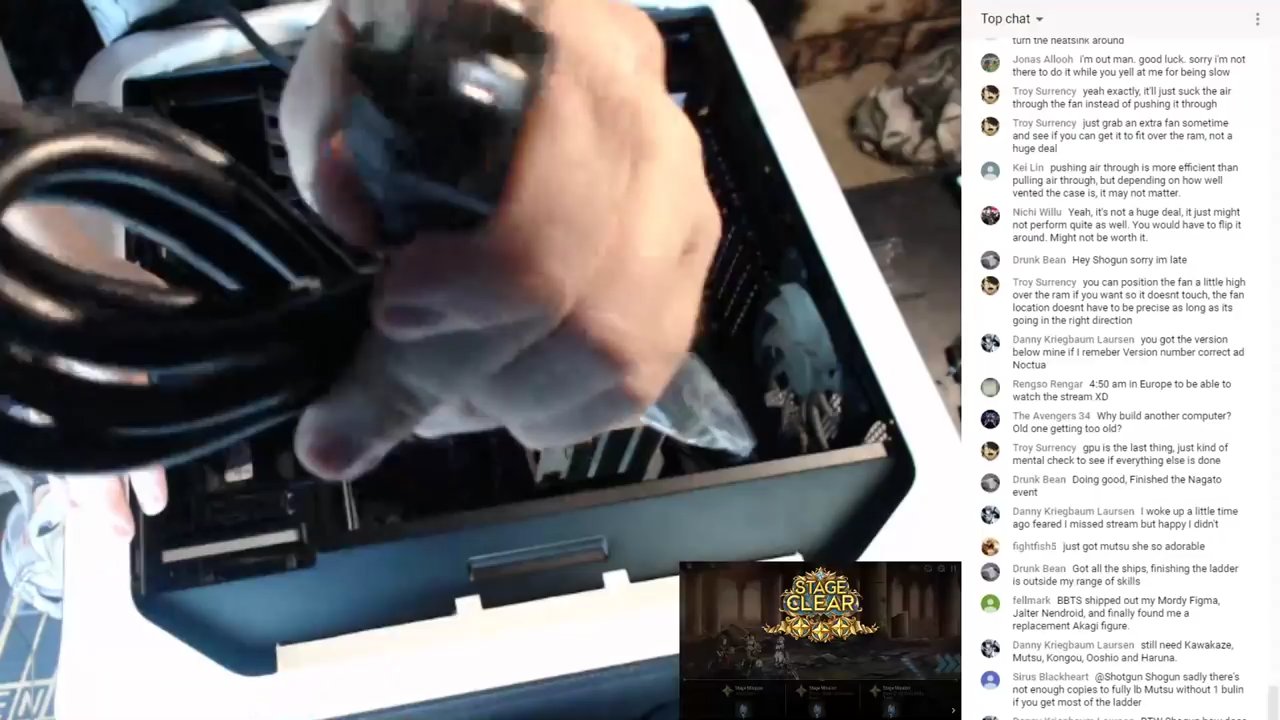 Top chat
turn the heatsink around
Jonas Allooh i'm out man. good luck. sorry i'm not
there to do it while you yell at me for being slow
Troy Surrency yeah exactly, it'll just suck the air
through the fan instead of pushing it through
Troy Surrency just grab an extra fan sometime
and see if you can get it to fit over the ram, not a
huge deal
Kei Lin pushing air through is more efficient than
pulling air through, but depending on how well
vented the case is, it may not matter.
Nichi Willu Yeah, it's not a huge deal, it just might
not perform quite as well. You would have to flip it
around. Might not be worth it.
Drunk Bean Hey Shogun sorry im late
Troy Surrency you can position the fan a little high
over the ram if you want so it doesnt touch, the fan
location doesnt have to be precise as long as its
going in the right direction
Danny Kriegbaum Laursen you got the version
below mine if I remeber Version number correct ad
Noctua
Rengso Rengar 4:50 am in Europe to be able to
watch the stream XD
The Avengers 34 Why build another computer?
Old one getting too old?
Troy Surrency gpu is the last thing, just kind of
mental check to see if everything else is done
Drunk Bean Doing good, Finished the Nagato
event
Danny Kriegbaum Laursen I woke up a little time
ago feared I missed stream but happy I didn't
fightfish5 just got mutsu she so adorable
Drunk Bean Got all the ships, finishing the ladder
is outside my range of skills
fellmark BBTS shipped out my Mordy Figma,
Jalter Nendroid, and finally found me a
replacement Akagi figure.
Danny Kriegbaum Laursen still need Kawakaze,
Mutsu, Kongou, Ooshio and Haruna.
Sirus Blackheart @Shotgun Shogun sadly there's
not enough copies to fully lb Mutsu without 1 bulin
if you get most of the ladder
STAGE
CLEAR